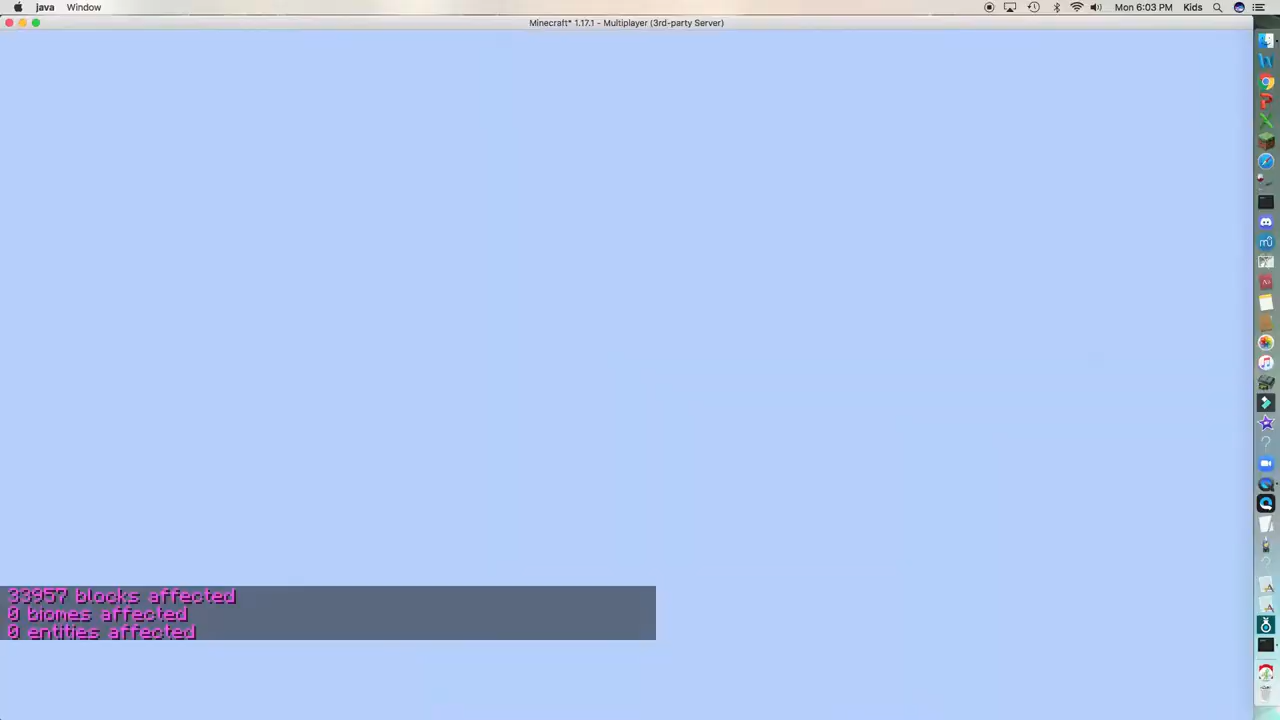 java Window Mon 6:03 PM Kids
Minecraft* 1.17.1 - Multiplayer (3rd-party Server)
33957 blocks affected
0 biomes affected
0 entities affected